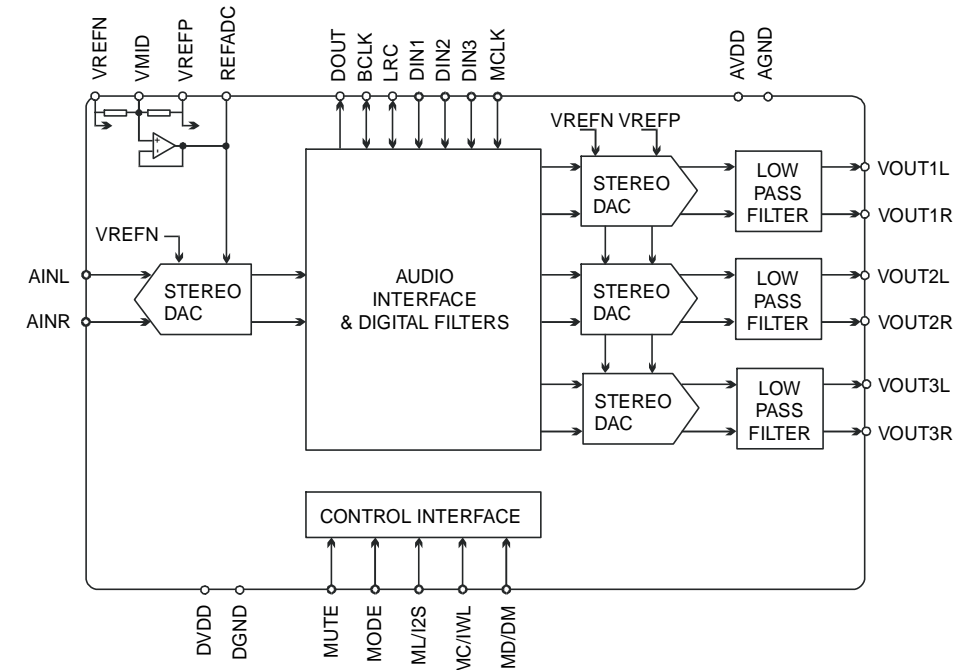 VREFN
VMID
VREFP
REFADC
DOUT
BCLK
LRC
DIN1
DIN2
DIN3
MCLK
AVDD
AGND
+
-
VREFN VREFP
STEREO
DAC
LOW
PASS
FILTER
VOUT1L
VOUT1R
VREFN
AINL
AINR
STEREO
DAC
AUDIO
INTERFACE
& DIGITAL FILTERS
STEREO
DAC
LOW
PASS
FILTER
VOUT2L
VOUT2R
STEREO
DAC
LOW
PASS
FILTER
VOUT3L
VOUT3R
CONTROL INTERFACE
DVDD
DGND
MUTE
MODE
ML/I2S
MC/IWL
MD/DM